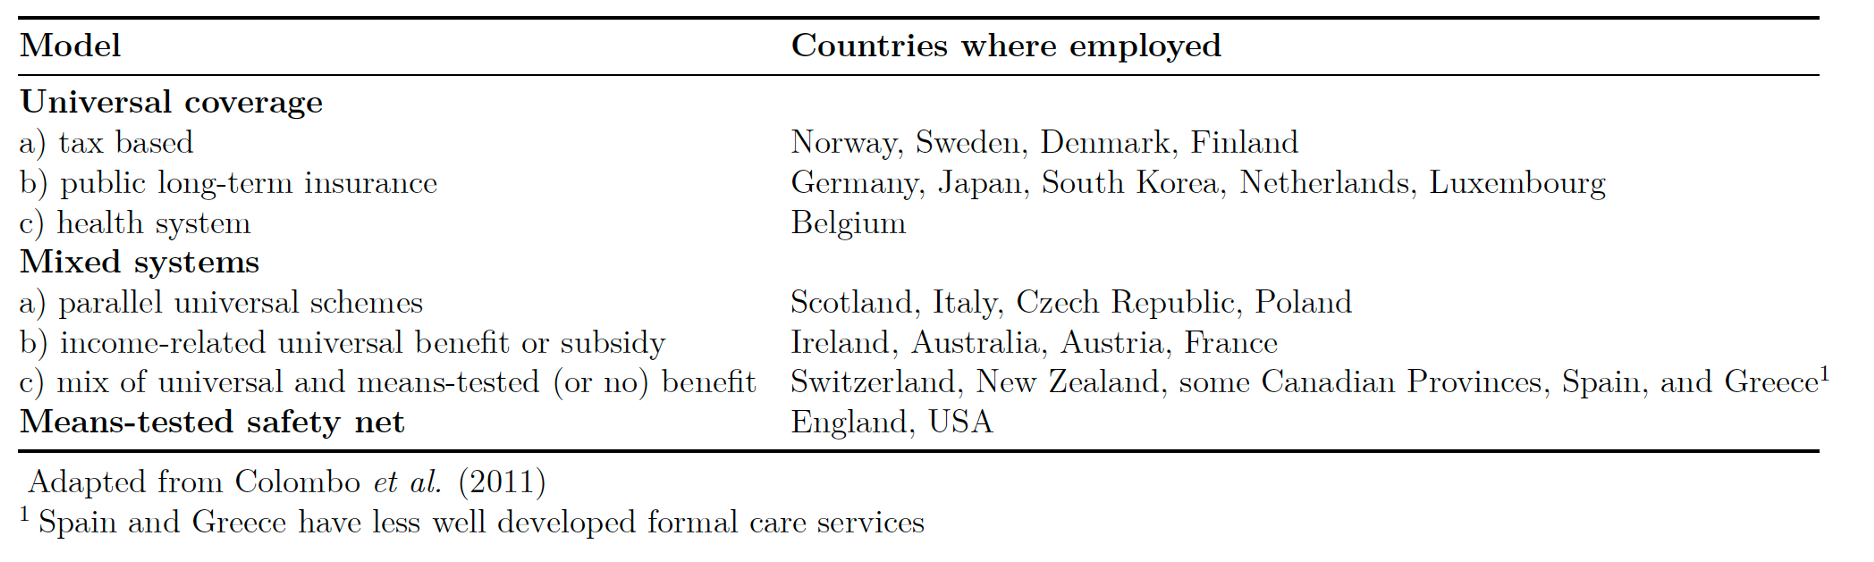 Model Countries where employed
Universal coverage
a) tax based Norway, Sweden, Denmark, Finland
b) public long-term insurance Germany, Japan, South Korea, Netherlands, Luxembourg
c) health system Belgium
Mixed systems
a) parallel universal schemes Scotland, Italy, Czech Republic, Poland
b) income-related universal benefit or subsidy Ireland, Australia, Austria, France
c) mix of universal and means-tested (or no) benefit Switzerland, New Zealand, some Canadian Provinces, Spain, and Greece¹
Means-tested safety net England, USA
Adapted from Colombo et al. (2011)
¹ Spain and Greece have less well developed formal care services